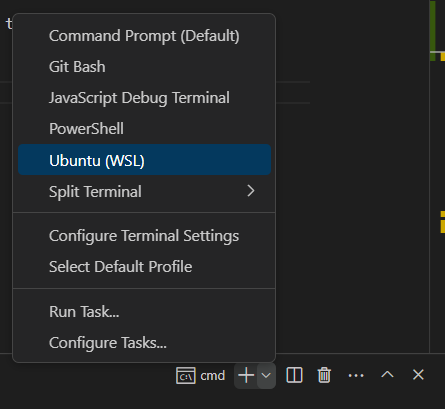 t
Command Prompt (Default)
Git Bash
JavaScript Debug Terminal
PowerShell
Ubuntu (WSL)
Split Terminal
Configure Terminal Settings
Select Default Profile
Run Task...
Configure Tasks...
cmd